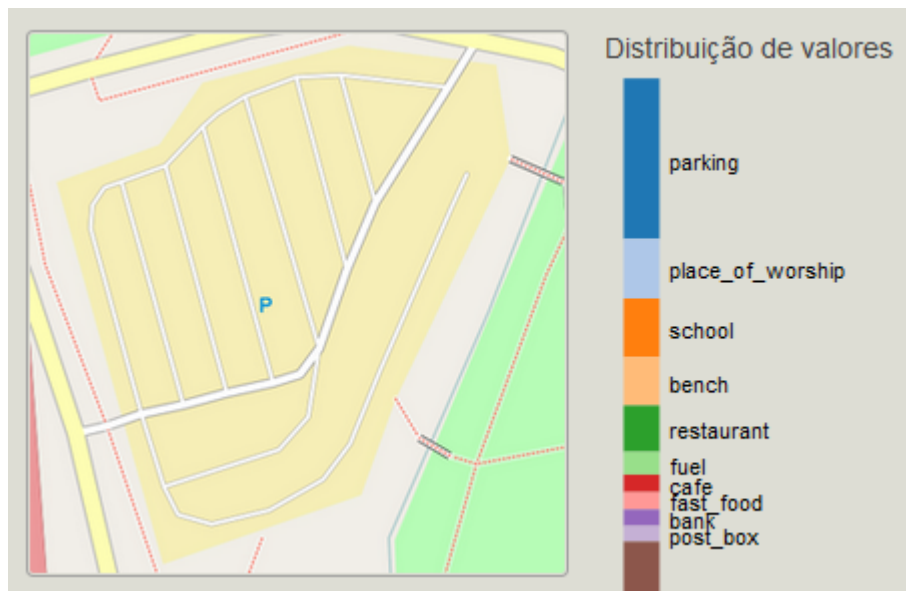 Distribuição de valores
parking
place_of_worship
school
P
bench
restaurant
fuel
cafe
fast_food
bank
post_box